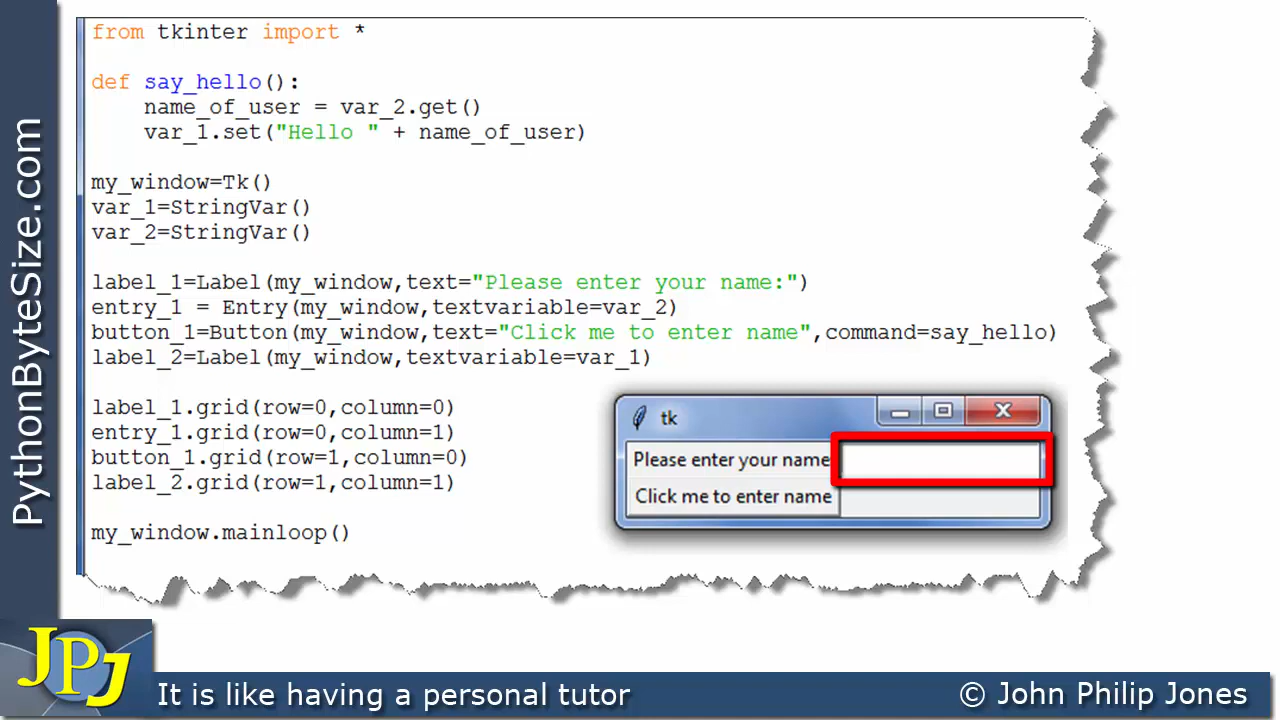 PythonByteSize.com
from tkinter import *
def say_hello():
name_of_user = var_2.get()
var_1.set("Hello " + name_of_user)
my_window=Tk()
var_1=StringVar()
var_2=StringVar()
label_1=Label(my_window,text="Please enter your name:")
entry_1 = Entry(my_window,textvariable=var_2)
button_1=Button(my_window,text="Click me to enter name",command=say_hello)
label_2=Label(my_window,textvariable=var_1)
label_1.grid(row=0,column=0)
entry_1.grid(row=0,column=1)
button_1.grid(row=1,column=0)
label_2.grid(row=1,column=1)
my_window.mainloop()
tk
Please enter your name
Click me to enter name
JPJ
It is like having a personal tutor
© John Philip Jones